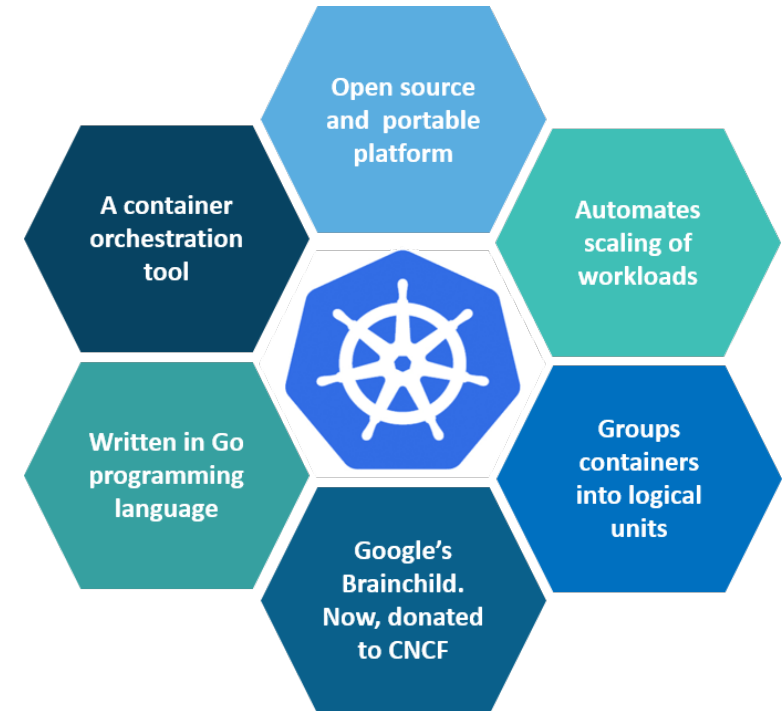 Open source
and portable
platform
Automates
scaling of
workloads
Groups
containers
into logical
units
Google’s
Brainchild.
Now, donated
to CNCF
Written in Go
programming
language
A container
orchestration
tool